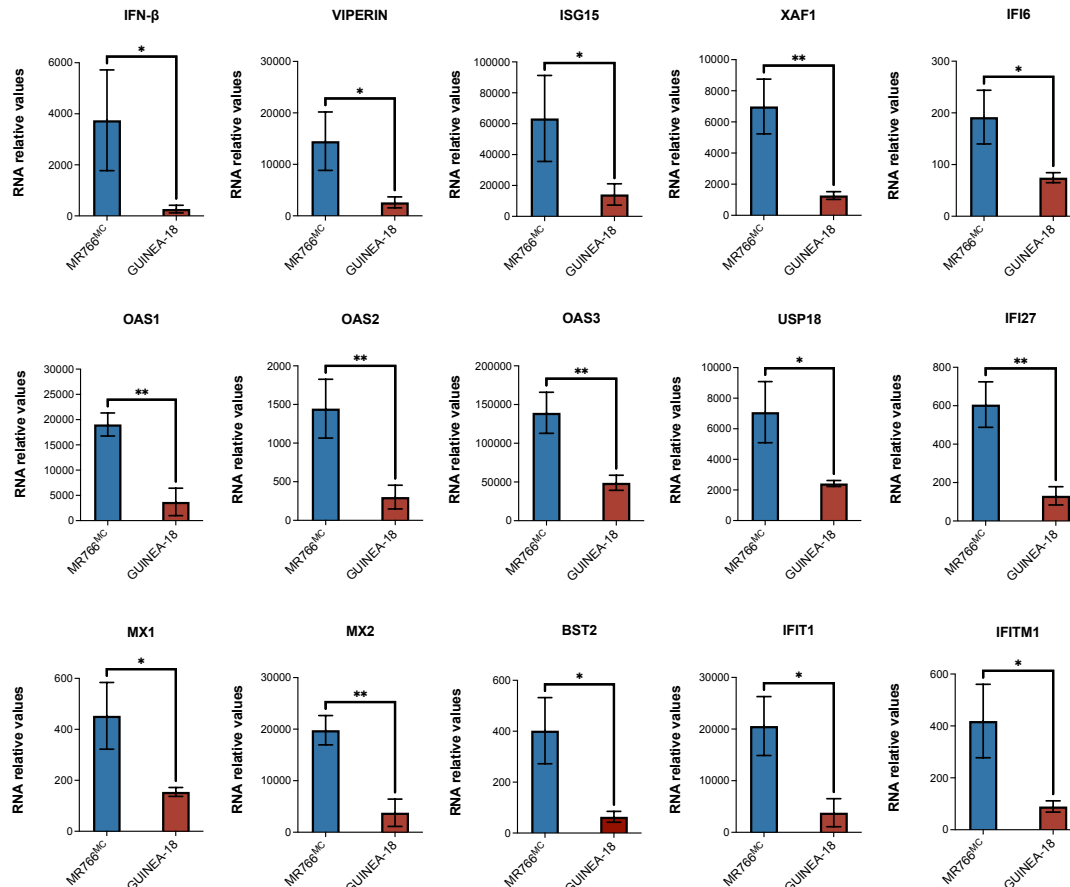 IFN-β
RNA relative values
6000
4000
2000
0
*
MR766^MC
GUINEA-18
VIPERIN
RNA relative values
30000
20000
10000
0
*
MR766^MC
GUINEA-18
ISG15
RNA relative values
100000
80000
60000
40000
20000
0
*
MR766^MC
GUINEA-18
XAF1
RNA relative values
10000
8000
6000
4000
2000
0
**
MR766^MC
GUINEA-18
IFI6
RNA relative values
300
200
100
0
*
MR766^MC
GUINEA-18
OAS1
RNA relative values
30000
25000
20000
15000
10000
5000
0
**
MR766^MC
GUINEA-18
OAS2
RNA relative values
2000
1500
1000
500
0
**
MR766^MC
GUINEA-18
OAS3
RNA relative values
200000
150000
100000
50000
0
**
MR766^MC
GUINEA-18
USP18
RNA relative values
10000
8000
6000
4000
2000
0
*
MR766^MC
GUINEA-18
IFI27
RNA relative values
800
600
400
200
0
**
MR766^MC
GUINEA-18
MX1
RNA relative values
600
400
200
0
*
MR766^MC
GUINEA-18
MX2
RNA relative values
30000
20000
10000
0
**
MR766^MC
GUINEA-18
BST2
RNA relative values
600
400
200
0
*
MR766^MC
GUINEA-18
IFIT1
RNA relative values
30000
20000
10000
0
*
MR766^MC
GUINEA-18
IFITM1
RNA relative values
600
400
200
0
*
MR766^MC
GUINEA-18